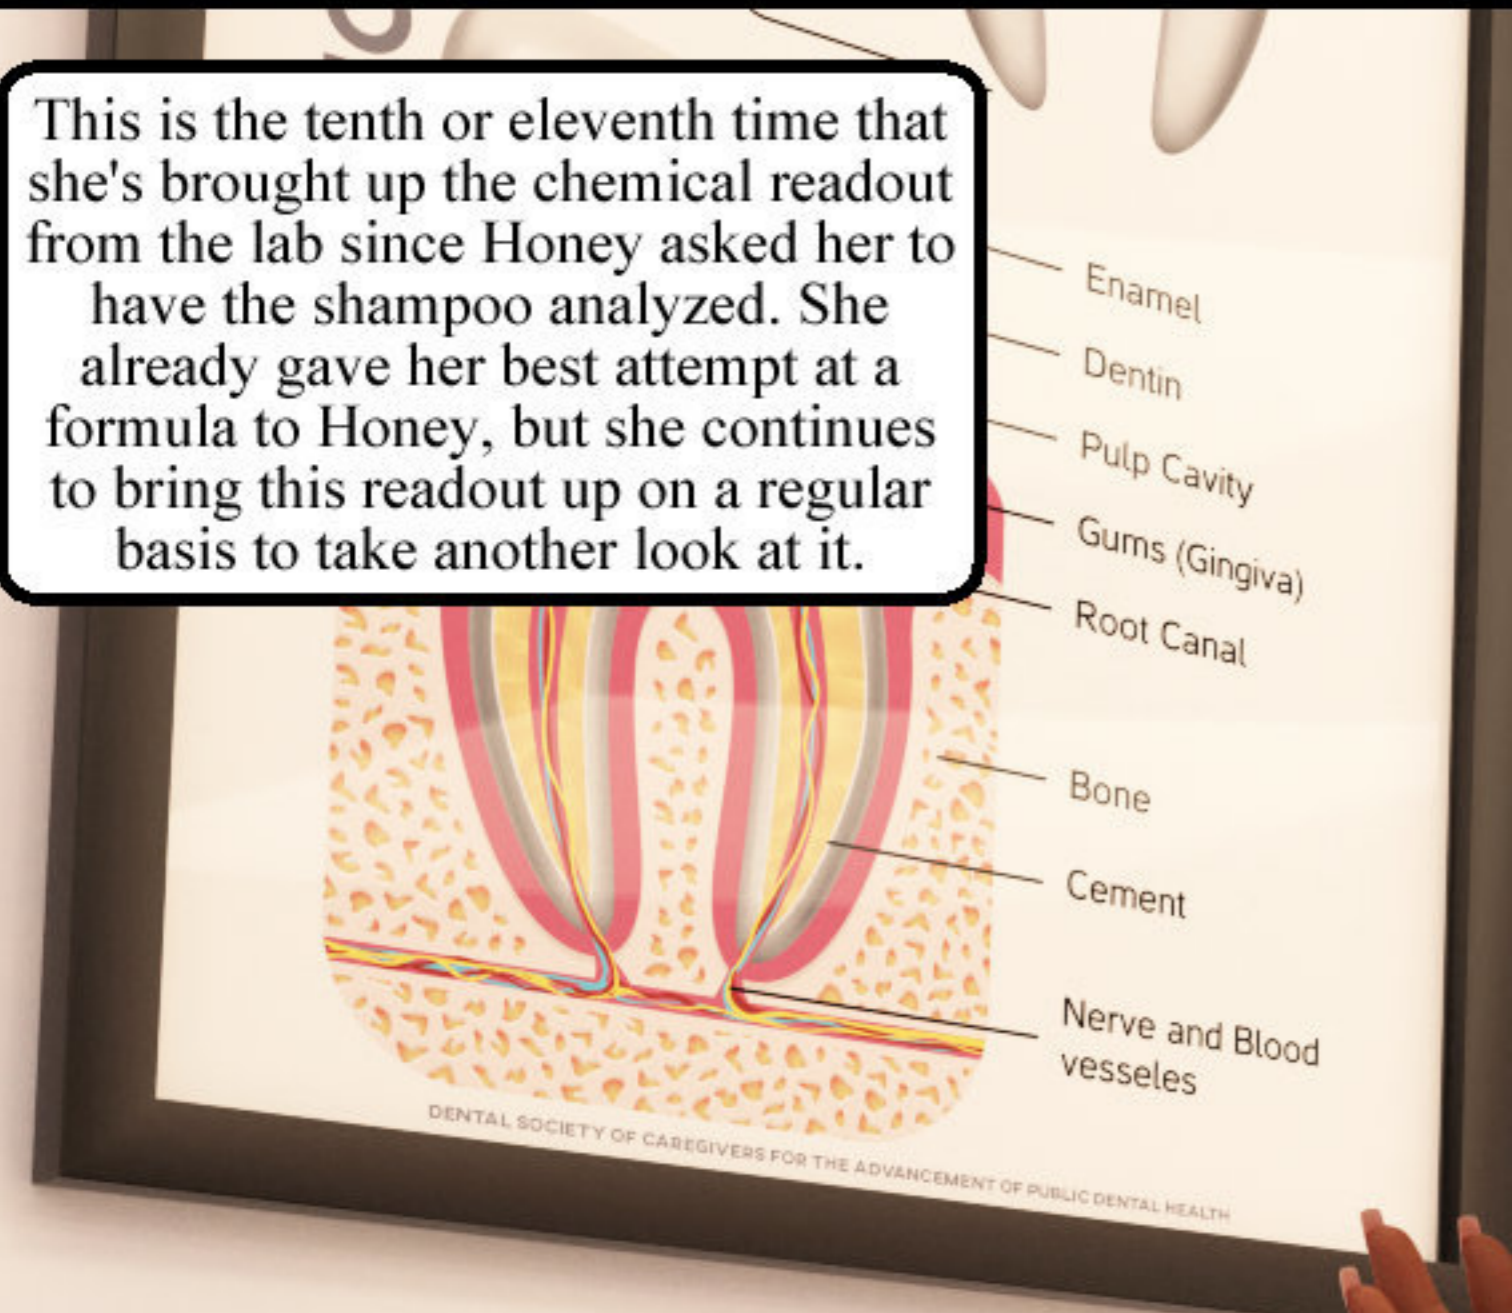 This is the tenth or eleventh time that
she's brought up the chemical readout
from the lab since Honey asked her to
have the shampoo analyzed. She
already gave her best attempt at a
formula to Honey, but she continues
to bring this readout up on a regular
basis to take another look at it.
Enamel
Dentin
Pulp Cavity
Gums (Gingiva)
Root Canal
Bone
Cement
Nerve and Blood
vesseles
DENTAL SOCIETY OF CAREGIVERS FOR THE ADVANCEMENT OF PUBLIC DENTAL HEALTH